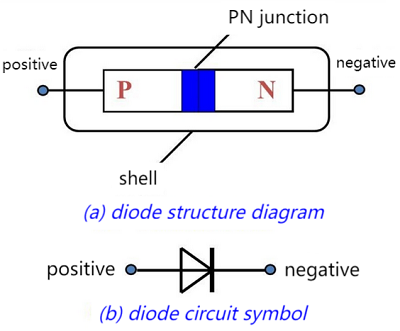 PN junction
positive
negative
P
N
shell
(a) diode structure diagram
positive
negative
(b) diode circuit symbol